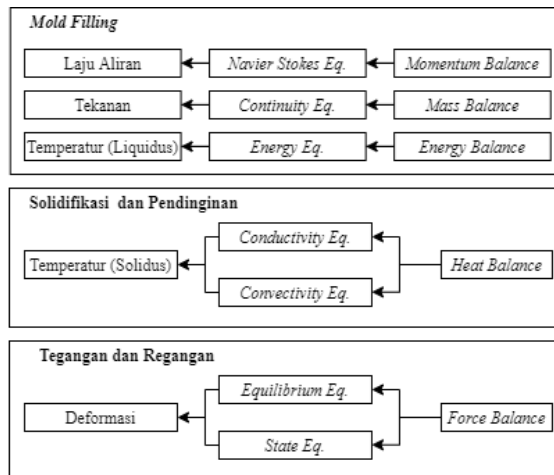 Mold Filling
Laju Aliran
Navier Stokes Eq.
Momentum Balance
Tekanan
Continuity Eq.
Mass Balance
Temperatur (Liquidus)
Energy Eq.
Energy Balance
Solidifikasi dan Pendinginan
Conductivity Eq.
Temperatur (Solidus)
Heat Balance
Convectivity Eq.
Tegangan dan Regangan
Equilibrium Eq.
Deformasi
Force Balance
State Eq.